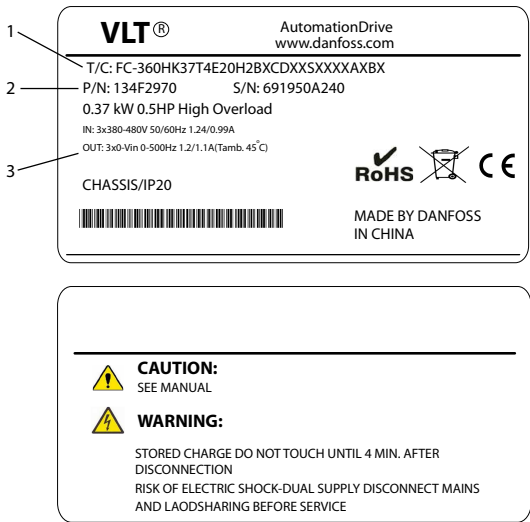 VLT® AutomationDrive
www.danfoss.com
1
T/C: FC-360HK37T4E20H2BXCDXXSXXXXAXBX
2
P/N: 134F2970 S/N: 691950A240
0.37 kW 0.5HP High Overload
IN: 3x380-480V 50/60Hz 1.24/0.99A
3
OUT: 3x0-Vin 0-500Hz 1.2/1.1A(Tamb. 45°C)
RoHS CE
CHASSIS/IP20
MADE BY DANFOSS
IN CHINA
CAUTION:
SEE MANUAL
WARNING:
STORED CHARGE DO NOT TOUCH UNTIL 4 MIN. AFTER
DISCONNECTION
RISK OF ELECTRIC SHOCK-DUAL SUPPLY DISCONNECT MAINS
AND LAODSHARING BEFORE SERVICE